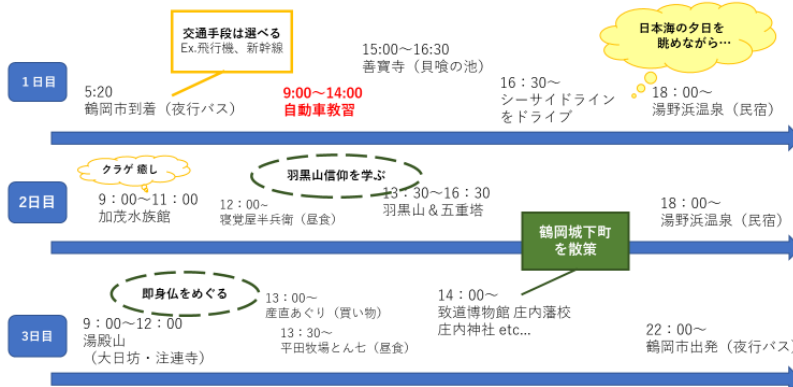 交通手段は選べる
Ex.飛行機、新幹線
日本海の夕日を
眺めながら…
1日目
5:20
鶴岡市到着（夜行バス）
9:00～14:00
自動車教習
15:00～16:30
善寶寺（貝喰の池）
16：30～
シーサイドライン
をドライブ
18：00～
湯野浜温泉（民宿）
クラゲ 癒し
羽黒山信仰を学ぶ
2日目
9：00～11：00
加茂水族館
12：00～
寝覚屋半兵衛（昼食）
13：30～16：30
羽黒山＆五重塔
18：00～
湯野浜温泉（民宿）
鶴岡城下町
を散策
即身仏をめぐる
3日目
9：00～12：00
湯殿山
（大日坊・注連寺）
13：00～
産直あぐり（買い物）
13：30～
平田牧場とん七（昼食）
14：00～
致道博物館 庄内藩校
庄内神社 etc...
22：00～
鶴岡市出発（夜行バス）